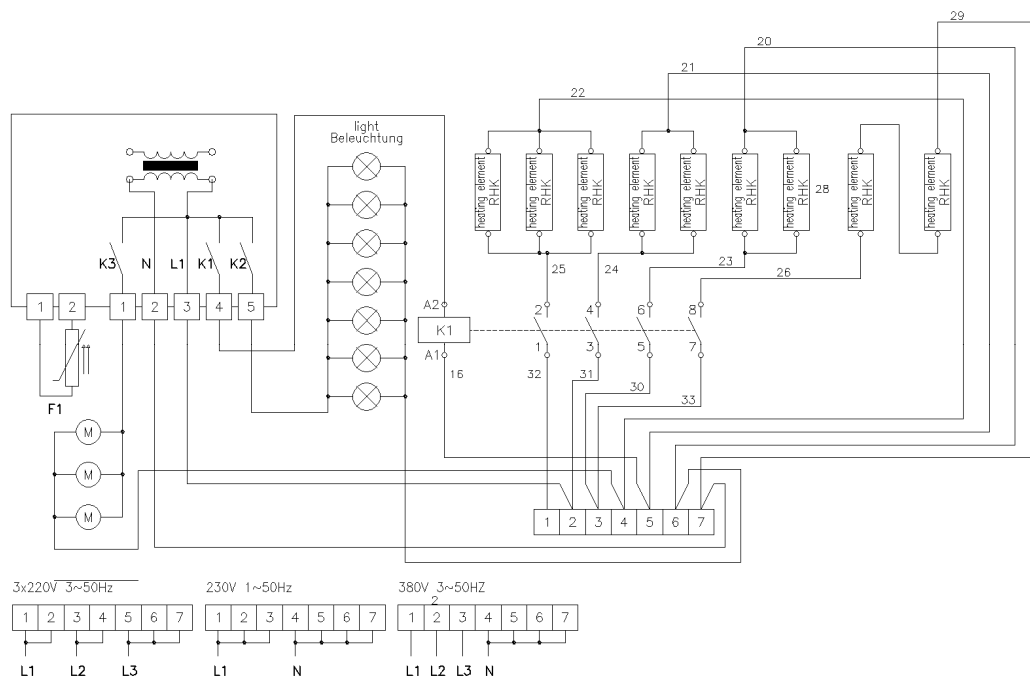 29
20
21
22
light
Beleuchtung
heating element RHK
heating element RHK
heating element RHK
heating element RHK
heating element RHK
heating element RHK
heating element RHK
heating element RHK
heating element RHK
28
K3 N L1 K1 K2
25 24 23 26
1 2 1 2 3 4 5
A2 2 4 6 8
K1
A1 1 3 5 7
16 32 31 30 33
F1
M
M
M
1 2 3 4 5 6 7
3x220V 3~50Hz 230V 1~50Hz 380V 3~50HZ
2
1 2 3 4 5 6 7 1 2 3 4 5 6 7 1 2 3 4 5 6 7
L1 L2 L3 L1 N L1 L2 L3 N